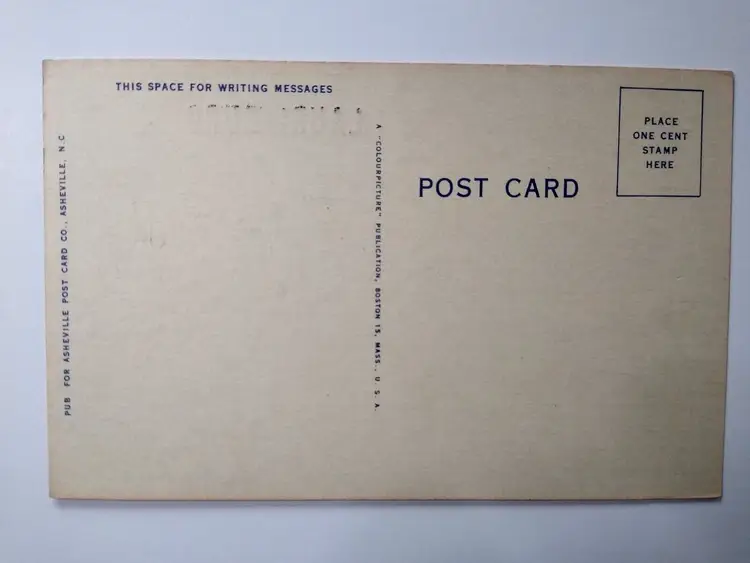 THIS SPACE FOR WRITING MESSAGES
PUB FOR ASHEVILLE POST CARD CO., ASHEVILLE, N.C
A "COLOURPICTURE" PUBLICATION, BOSTON 15, MASS., U. S. A.
POST CARD
PLACE
ONE CENT
STAMP
HERE